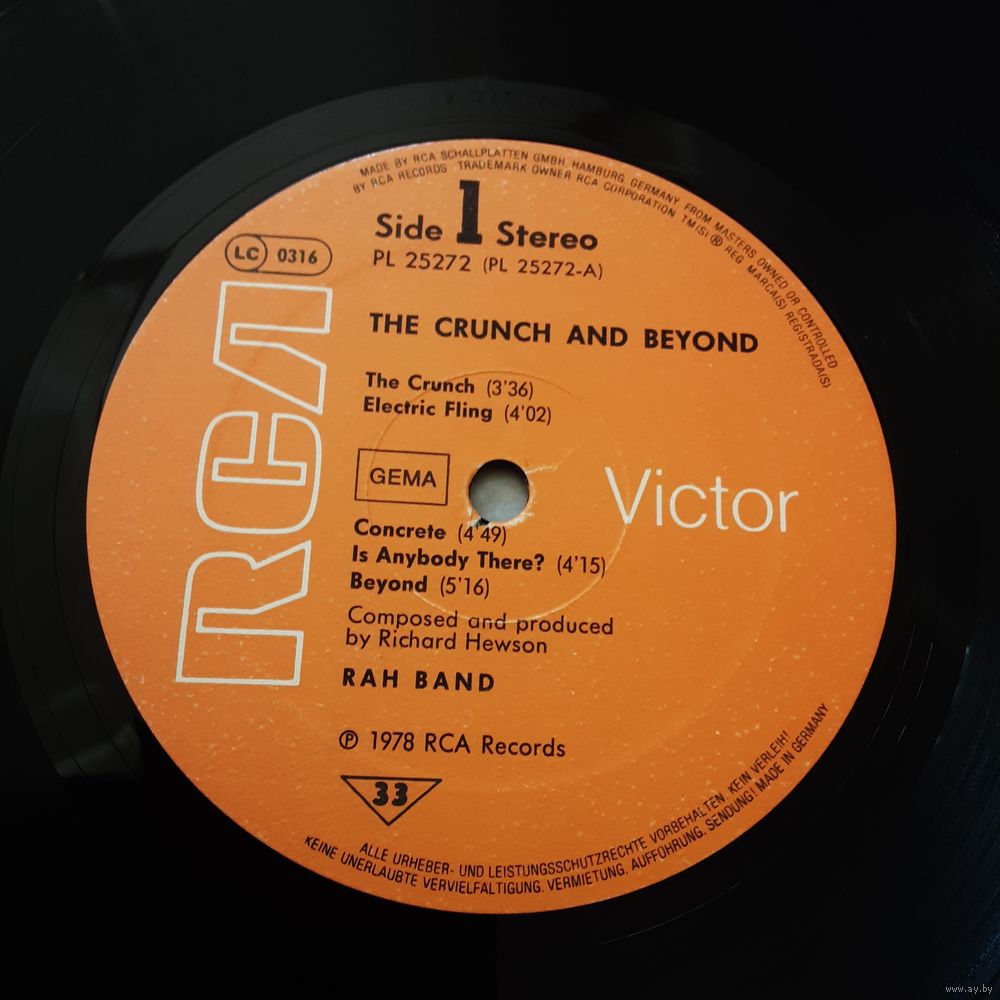 MADE BY RCA SCHALLPLATTEN GMBH. HAMBURG, GERMANY FROM MASTERS OWNED OR CONTROLLED
BY RCA RECORDS TRADEMARK OWNER RCA CORPORATION TM(S) ® REG. MARCA(S) REGISTRADA(S)
Side 1 Stereo
PL 25272 (PL 25272-A)
LC 0316
RCA
THE CRUNCH AND BEYOND
The Crunch (3'36)
Electric Fling (4'02)
GEMA
Victor
Concrete (4'49)
Is Anybody There? (4'15)
Beyond (5'16)
Composed and produced
by Richard Hewson
RAH BAND
℗ 1978 RCA Records
33
ALLE URHEBER- UND LEISTUNGSSCHUTZRECHTE VORBEHALTEN. KEIN VERLEIH!
KEINE UNERLAUBTE VERVIELFALTIGUNG, VERMIETUNG, AUFFÜHRUNG, SENDUNG! MADE IN GERMANY
www.ay.by